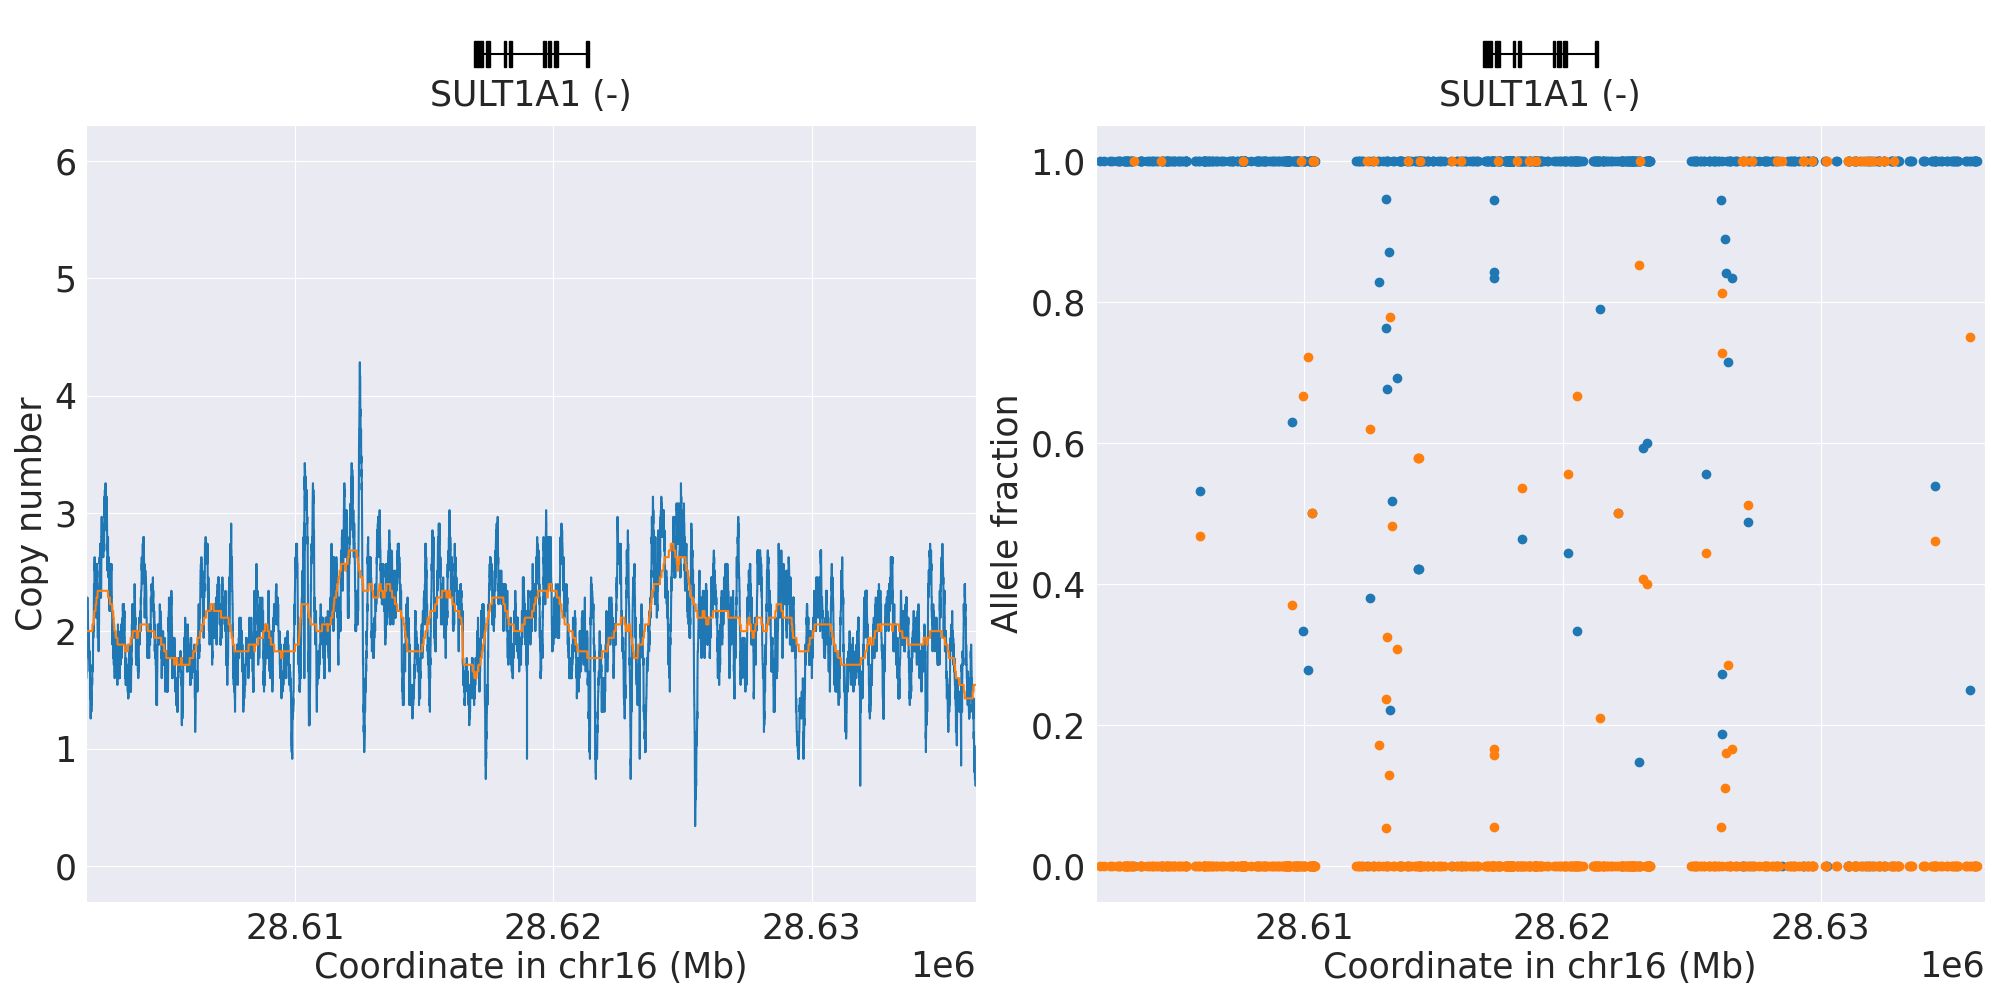 SULT1A1 (-)
6
5
4
3
2
1
0
Copy number
28.61
28.62
28.63
Coordinate in chr16 (Mb)
1e6
SULT1A1 (-)
1.0
0.8
0.6
0.4
0.2
0.0
Allele fraction
28.61
28.62
28.63
Coordinate in chr16 (Mb)
1e6